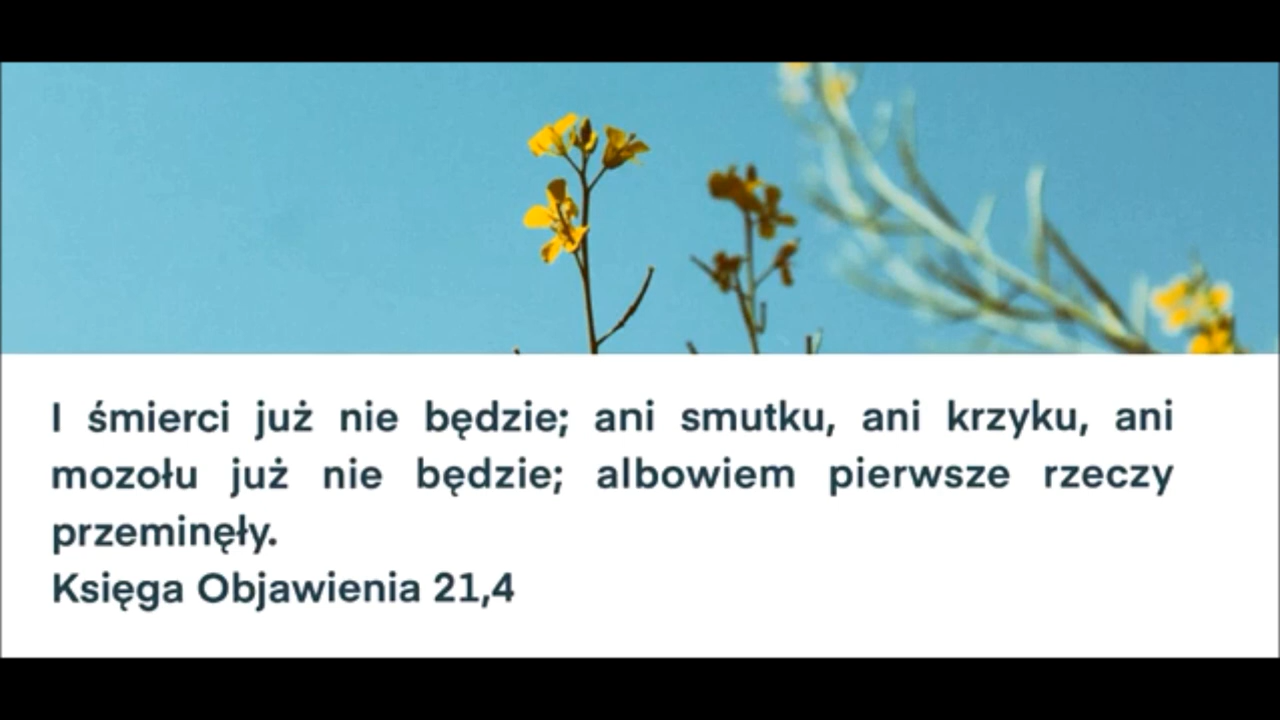 I śmierci już nie będzie; ani smutku, ani krzyku, ani
mozołu już nie będzie; albowiem pierwsze rzeczy
przeminęły.
Księga Objawienia 21,4